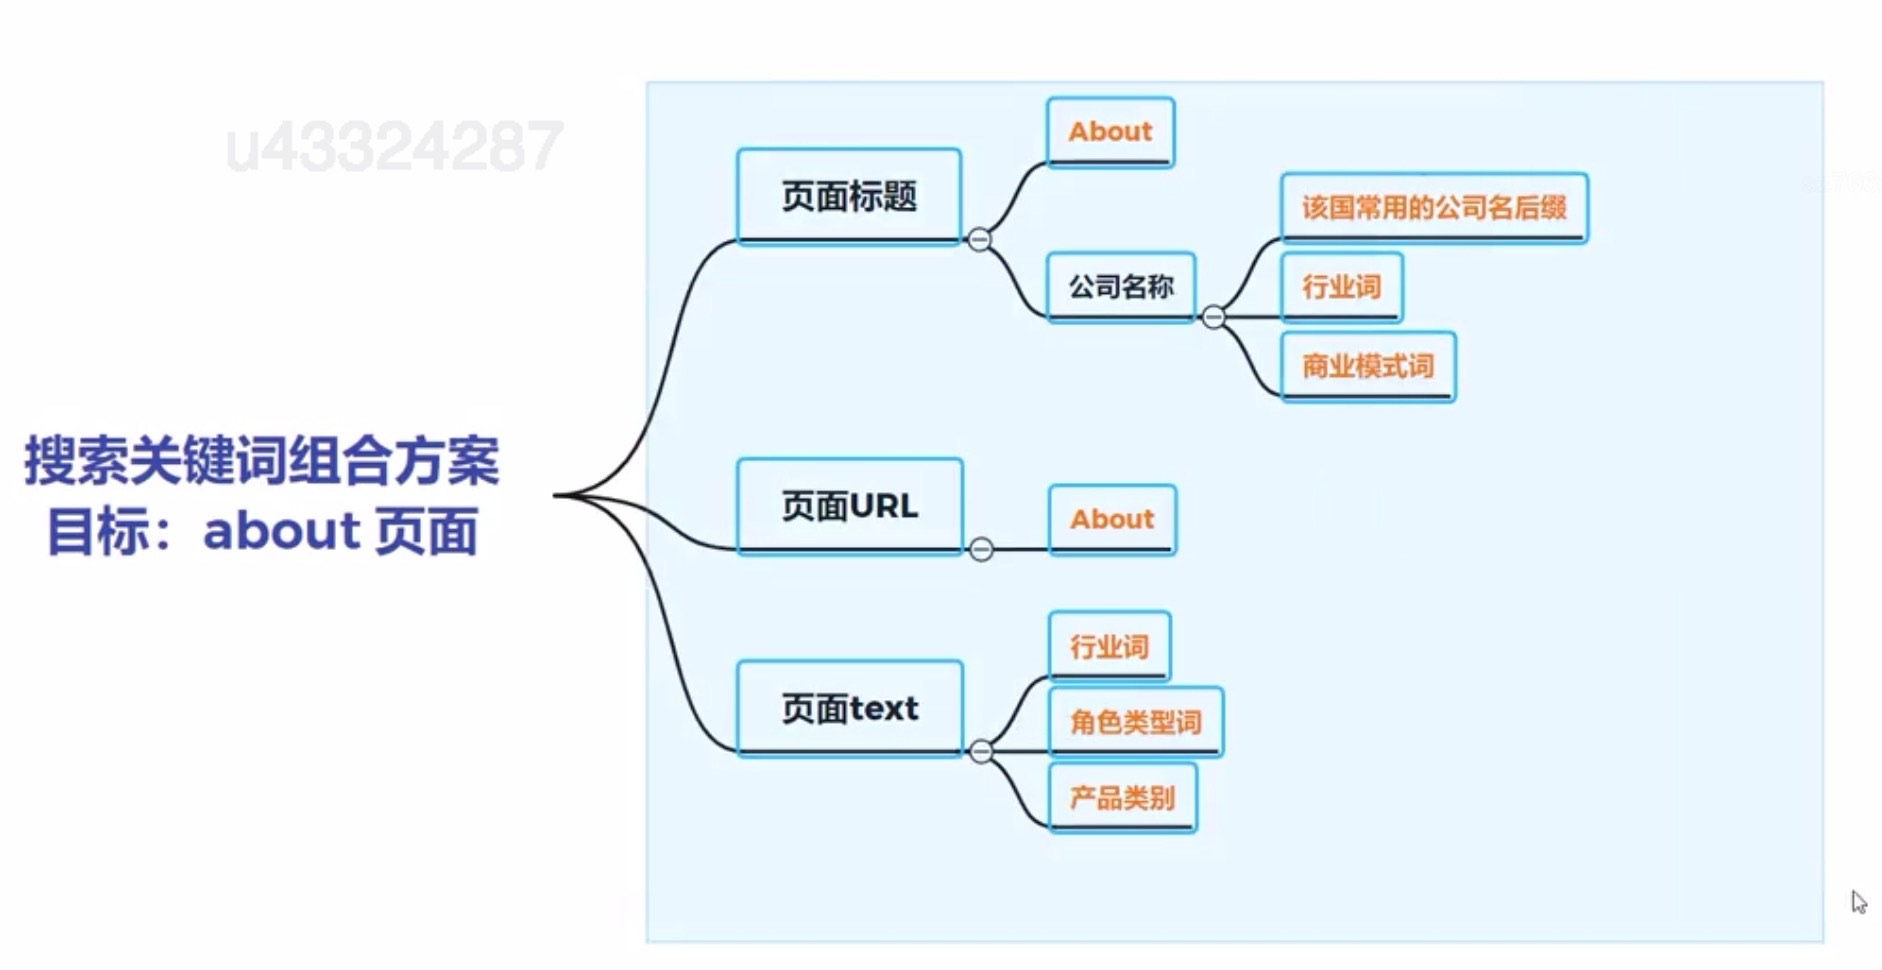 u43324287
About
页面标题
该国常用的公司名后缀
公司名称
行业词
商业模式词
搜索关键词组合方案
目标：about 页面
页面URL
About
行业词
页面text
角色类型词
产品类别